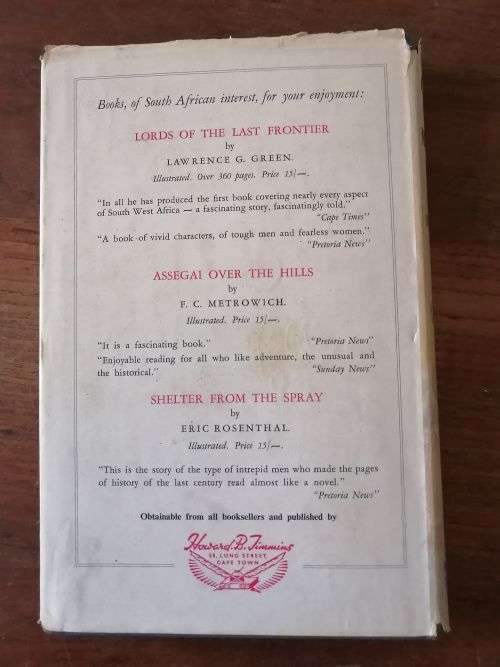 Books, of South African interest, for your enjoyment:
LORDS OF THE LAST FRONTIER
by
LAWRENCE G. GREEN.
Illustrated. Over 360 pages. Price 15/—.
"In all he has produced the first book covering nearly every aspect
of South West Africa — a fascinating story, fascinatingly told."
"Cape Times"
"A book of vivid characters, of tough men and fearless women."
"Pretoria News"
ASSEGAI OVER THE HILLS
by
F. C. METROWICH.
Illustrated. Price 15/—.
"It is a fascinating book." "Pretoria News"
"Enjoyable reading for all who like adventure, the unusual and
the historical." "Sunday News"
SHELTER FROM THE SPRAY
by
ERIC ROSENTHAL.
Illustrated. Price 15/—.
"This is the story of the type of intrepid men who made the pages
of history of the last century read almost like a novel."
"Pretoria News"
Obtainable from all booksellers and published by
Howard B. Timmins
58, LONG STREET
CAPE TOWN